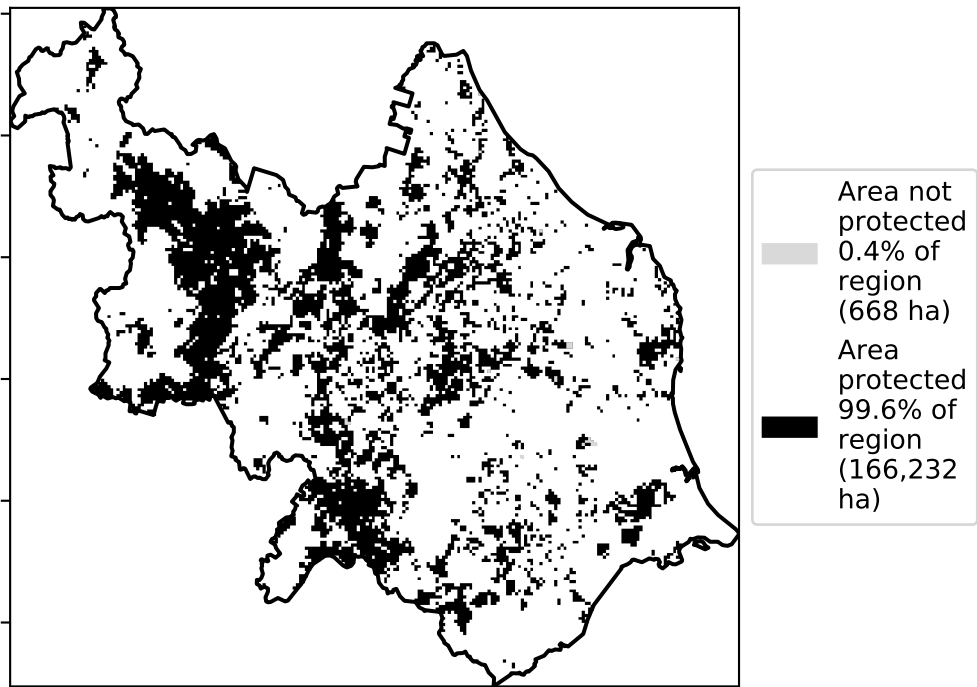 Area not
protected
0.4% of
region
(668 ha)
Area
protected
99.6% of
region
(166,232
ha)